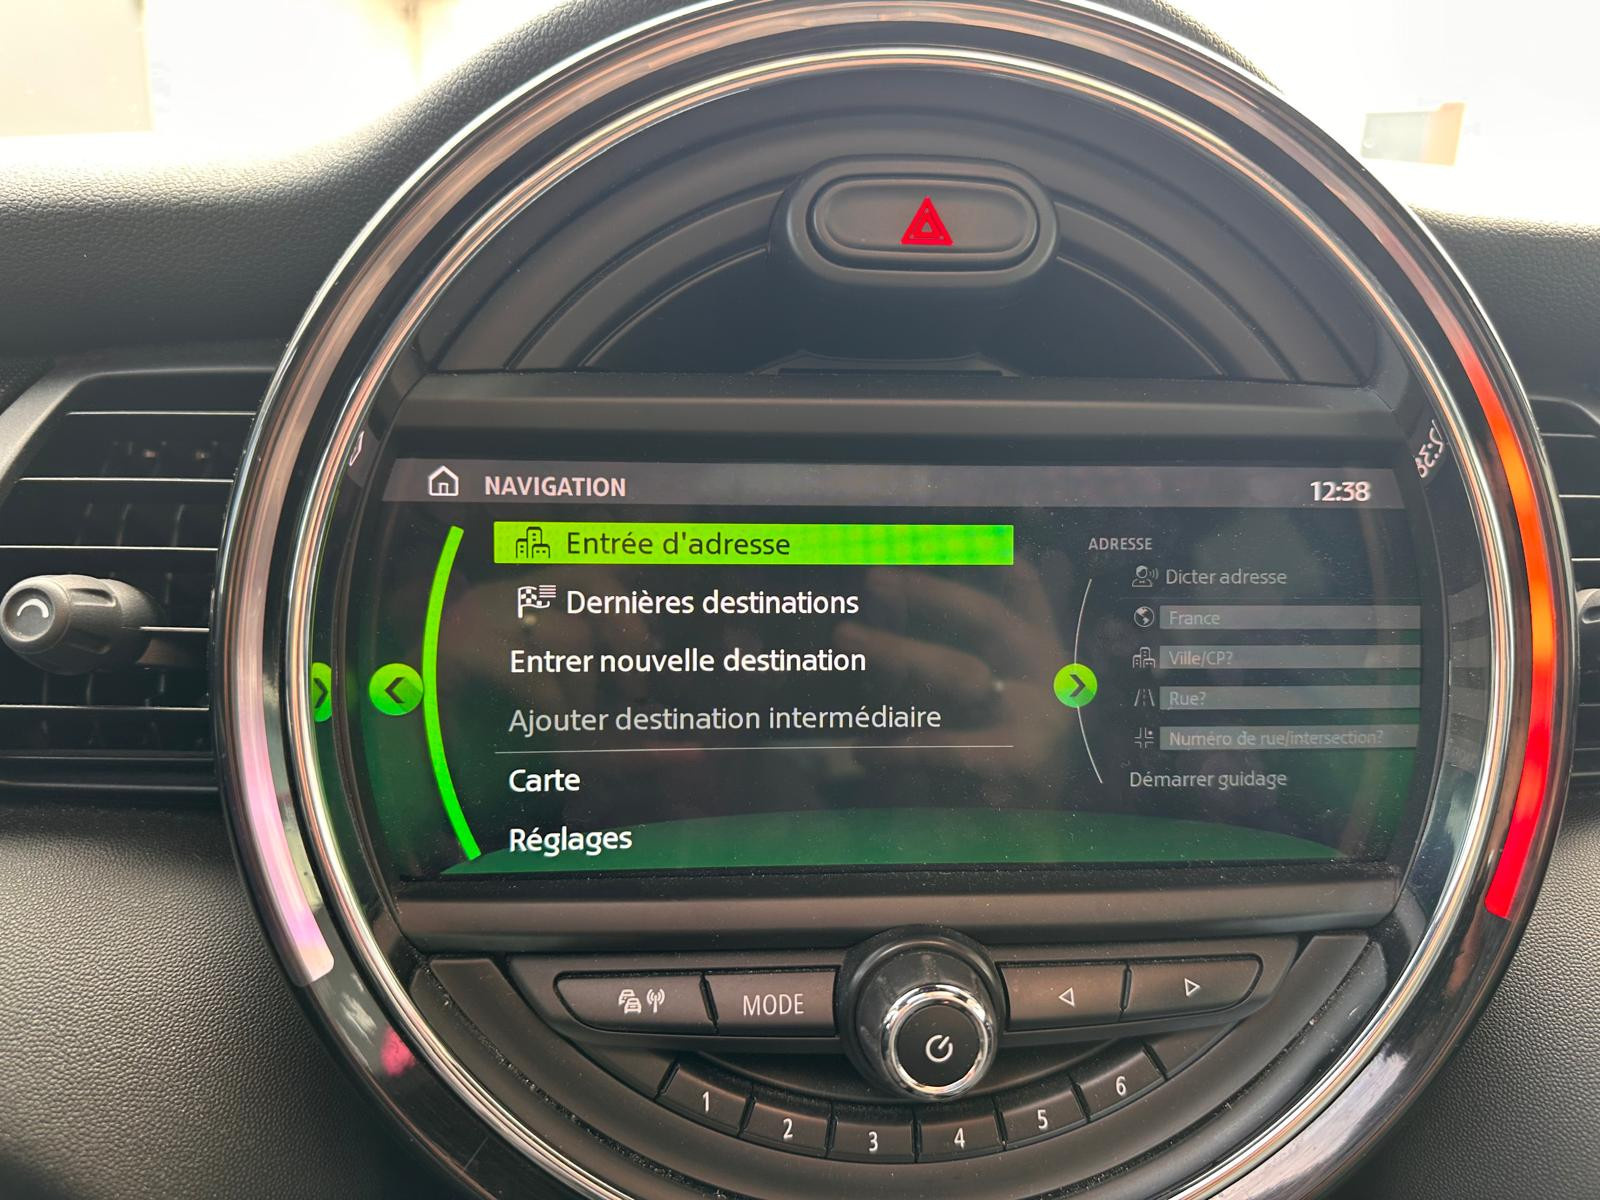 NAVIGATION
12:38
Entrée d'adresse
Dernières destinations
Entrer nouvelle destination
Ajouter destination intermédiaire
Carte
Réglages
ADRESSE
Dicter adresse
France
Ville/CP?
Rue?
Numéro de rue/intersection?
Démarrer guidage
MODE
1
2
3
4
5
6